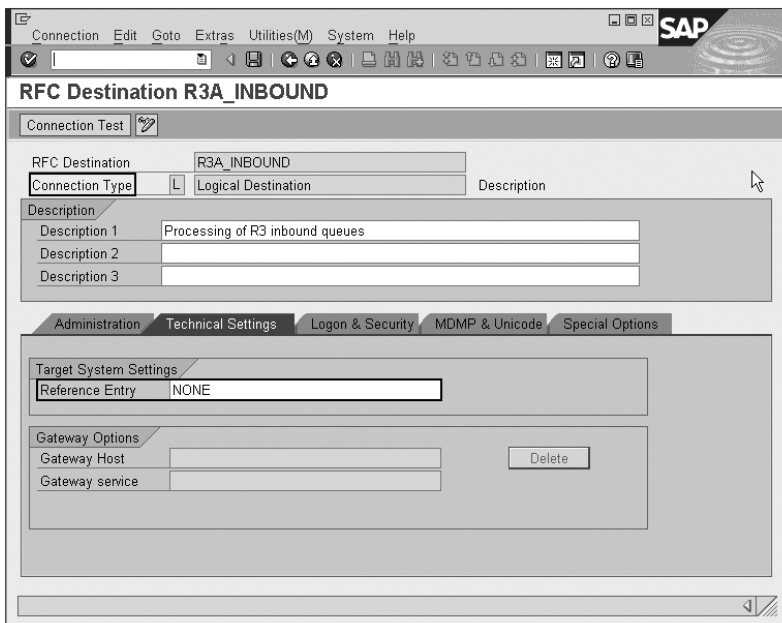 Connection Edit Goto Extras Utilities(M) System Help
SAP
RFC Destination R3A_INBOUND
Connection Test
RFC Destination R3A_INBOUND
Connection Type L Logical Destination Description
Description
Description 1 Processing of R3 inbound queues
Description 2
Description 3
Administration Technical Settings Logon & Security MDMP & Unicode Special Options
Target System Settings
Reference Entry NONE
Gateway Options
Gateway Host Delete
Gateway service